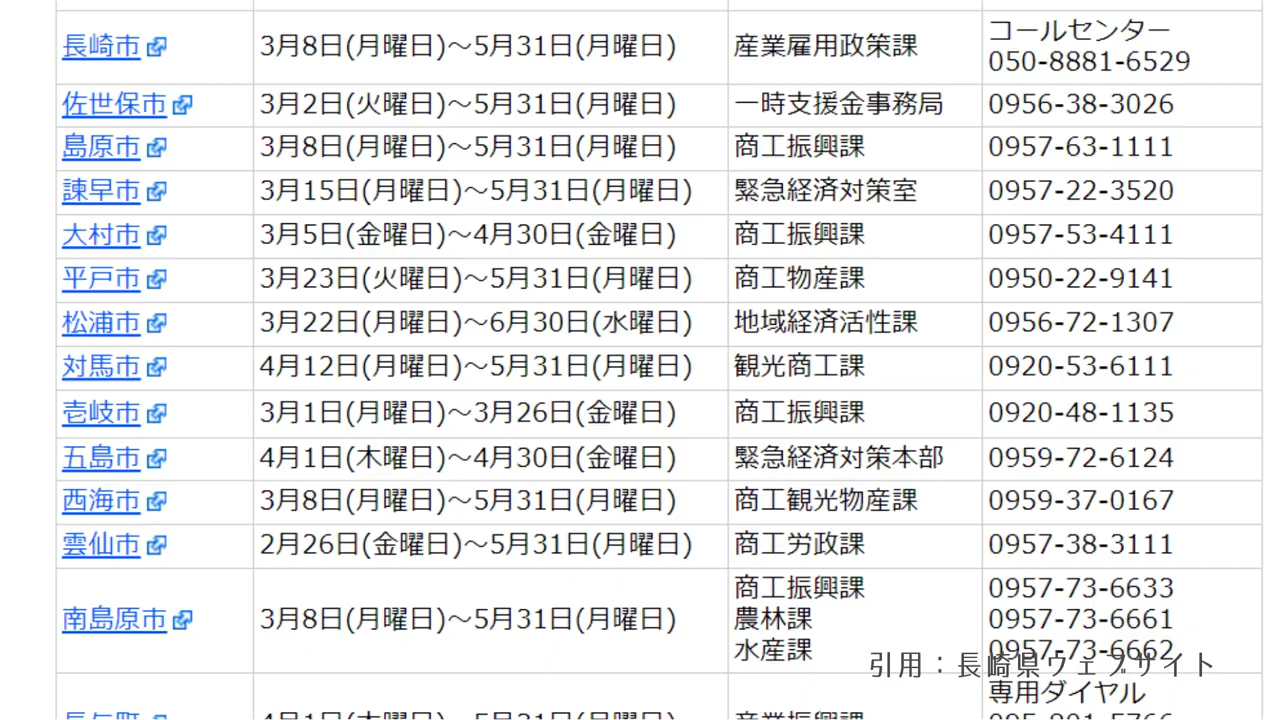 長崎市 3月8日(月曜日)～5月31日(月曜日) 産業雇用政策課 コールセンター
050-8881-6529
佐世保市 3月2日(火曜日)～5月31日(月曜日) 一時支援金事務局 0956-38-3026
島原市 3月8日(月曜日)～5月31日(月曜日) 商工振興課 0957-63-1111
諫早市 3月15日(月曜日)～5月31日(月曜日) 緊急経済対策室 0957-22-3520
大村市 3月5日(金曜日)～4月30日(金曜日) 商工振興課 0957-53-4111
平戸市 3月23日(火曜日)～5月31日(月曜日) 商工物産課 0950-22-9141
松浦市 3月22日(月曜日)～6月30日(水曜日) 地域経済活性課 0956-72-1307
対馬市 4月12日(月曜日)～5月31日(月曜日) 観光商工課 0920-53-6111
壱岐市 3月1日(月曜日)～3月26日(金曜日) 商工振興課 0920-48-1135
五島市 4月1日(木曜日)～4月30日(金曜日) 緊急経済対策本部 0959-72-6124
西海市 3月8日(月曜日)～5月31日(月曜日) 商工観光物産課 0959-37-0167
雲仙市 2月26日(金曜日)～5月31日(月曜日) 商工労政課 0957-38-3111
南島原市 3月8日(月曜日)～5月31日(月曜日) 商工振興課 0957-73-6633
農林課 0957-73-6661
水産課 0957-73-6662
引用：長崎県ウェブサイト
専用ダイヤル